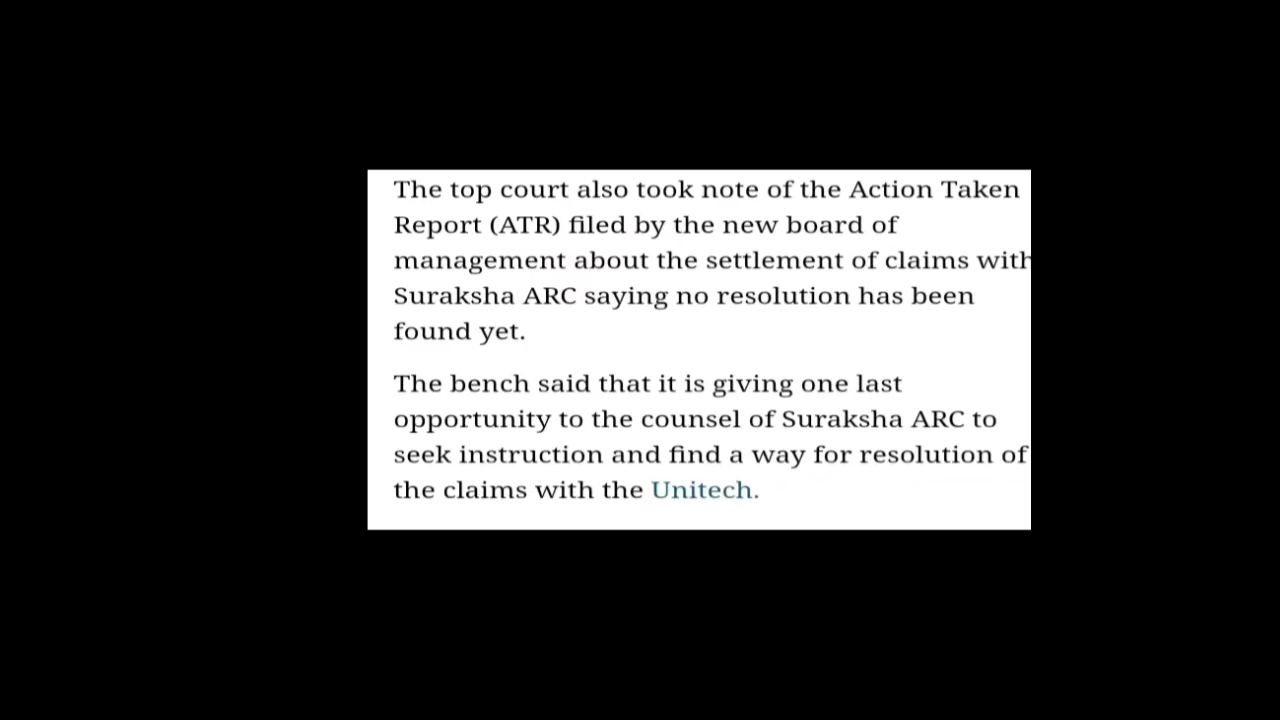 The top court also took note of the Action Taken
Report (ATR) filed by the new board of
management about the settlement of claims with
Suraksha ARC saying no resolution has been
found yet.
The bench said that it is giving one last
opportunity to the counsel of Suraksha ARC to
seek instruction and find a way for resolution of
the claims with the Unitech.